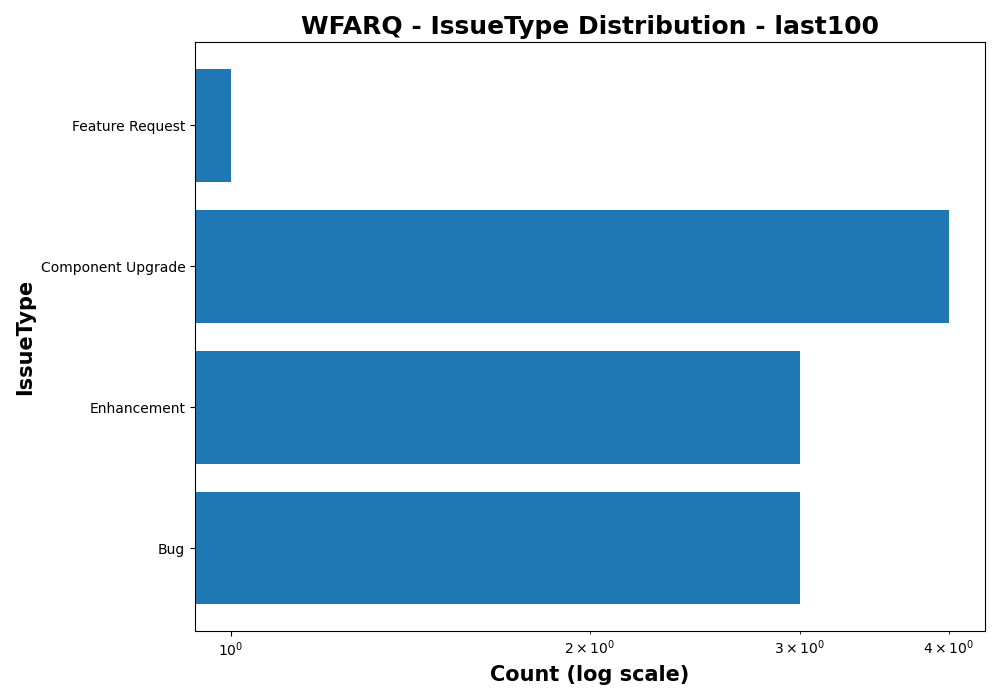 WFARQ - IssueType Distribution - last100
Feature Request
Component Upgrade
Enhancement
Bug
IssueType
10⁰
2 × 10⁰
3 × 10⁰
4 × 10⁰
Count (log scale)